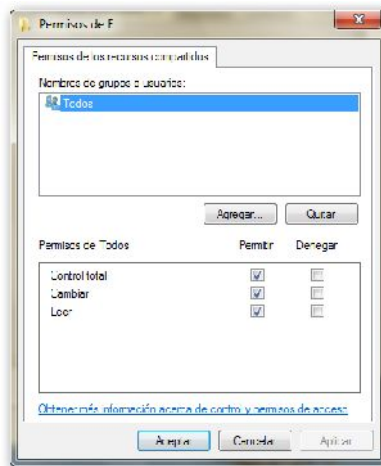 Permisos de F
Permisos de los recursos compartidos
Nombres de grupos o usuarios:
Todos
Agregar... Quitar
Permisos de Todos Permitir Denegar
Control total
Cambiar
Leer
Obtener más información acerca de control y permisos de acceso
Aceptar Cancelar Aplicar